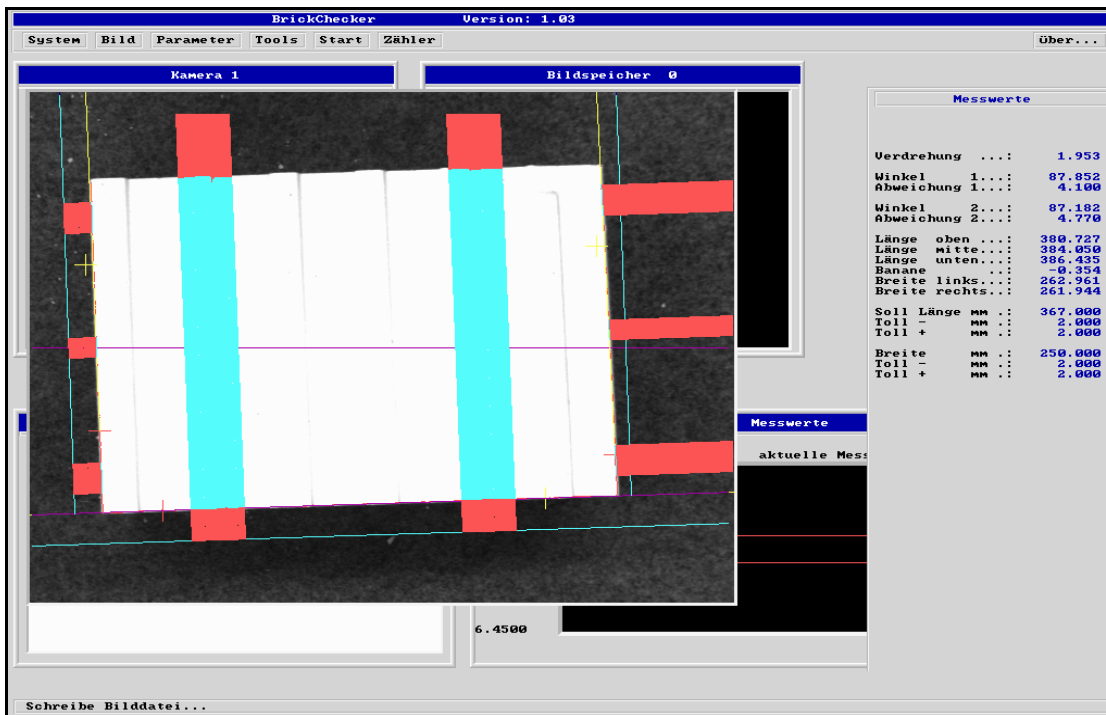 BrickChecker Version: 1.03
System Bild Parameter Tools Start Zähler über...
Kamera 1
Bildspeicher 0
Messwerte
Verdrehung ...: 1.953
Winkel 1...: 87.852
Abweichung 1...: 4.100
Winkel 2...: 87.182
Abweichung 2...: 4.770
Länge oben ...: 380.727
Länge mitte...: 384.050
Länge unten...: 386.435
Banane ..: -0.354
Breite links...: 262.961
Breite rechts..: 261.944
Soll Länge mm .: 367.000
Toll - mm .: 2.000
Toll + mm .: 2.000
Breite mm .: 250.000
Toll - mm .: 2.000
Toll + mm .: 2.000
Messwerte
aktuelle Mess
6.4500
Schreibe Bilddatei...